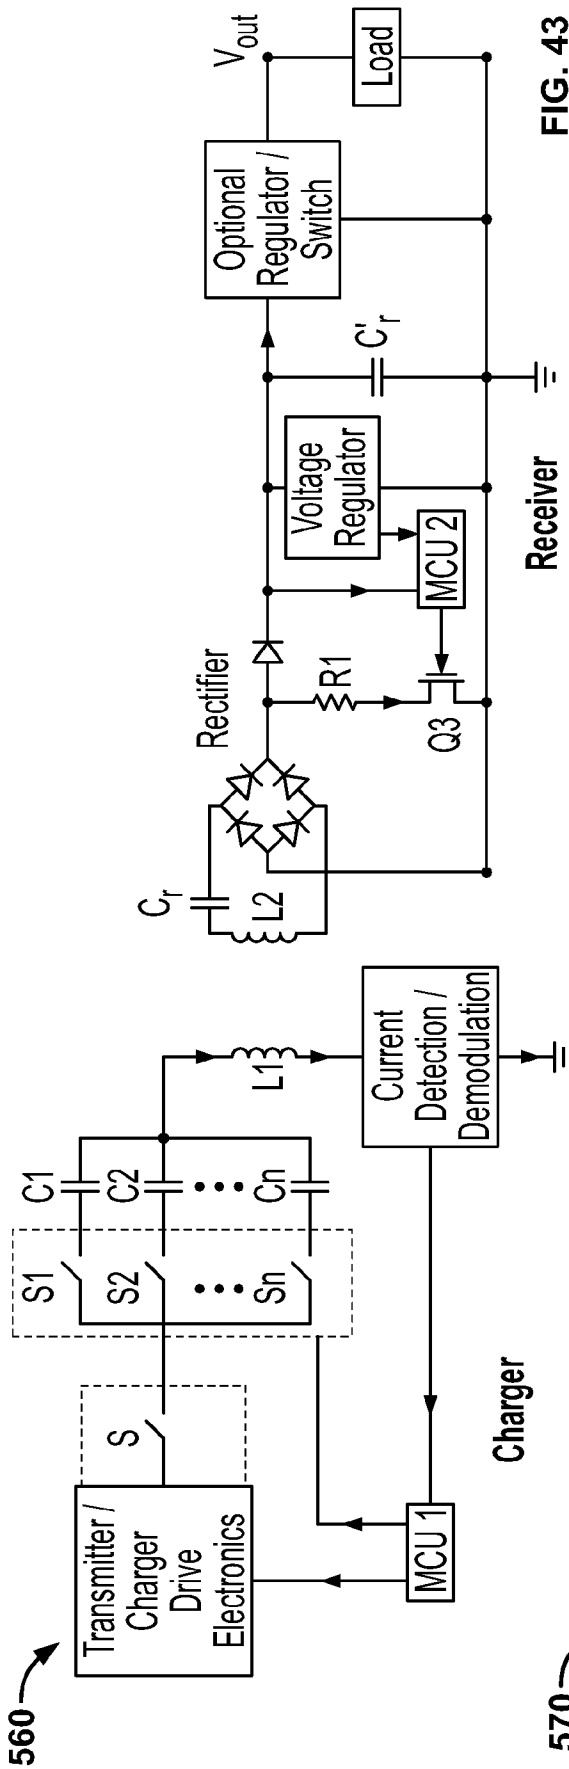 560
Transmitter /
Charger
Drive
Electronics
S
S1
S2
Sn
C1
C2
Cn
L1
Current
Detection /
Demodulation
MCU 1
Charger
Cr
L2
Rectifier
R1
Q3
Voltage
Regulator
MCU 2
C'r
Optional
Regulator /
Switch
Vout
Load
Receiver
FIG. 43
570